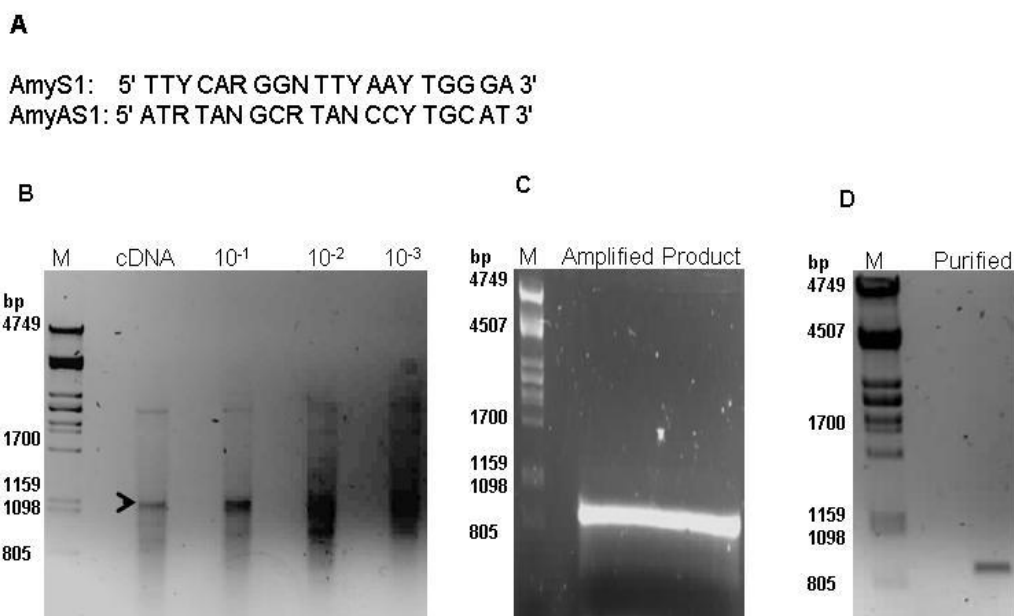 A
AmyS1: 5' TTY CAR GGN TTY AAY TGG GA 3'
AmyAS1: 5' ATR TAN GCR TAN CCY TGC AT 3'
B
M cDNA 10-1 10-2 10-3
bp
4749
1700
1159
1098
805
C
bp M Amplified Product
4749
4507
1700
1159
1098
805
D
bp M Purified
4749
4507
1700
1159
1098
805